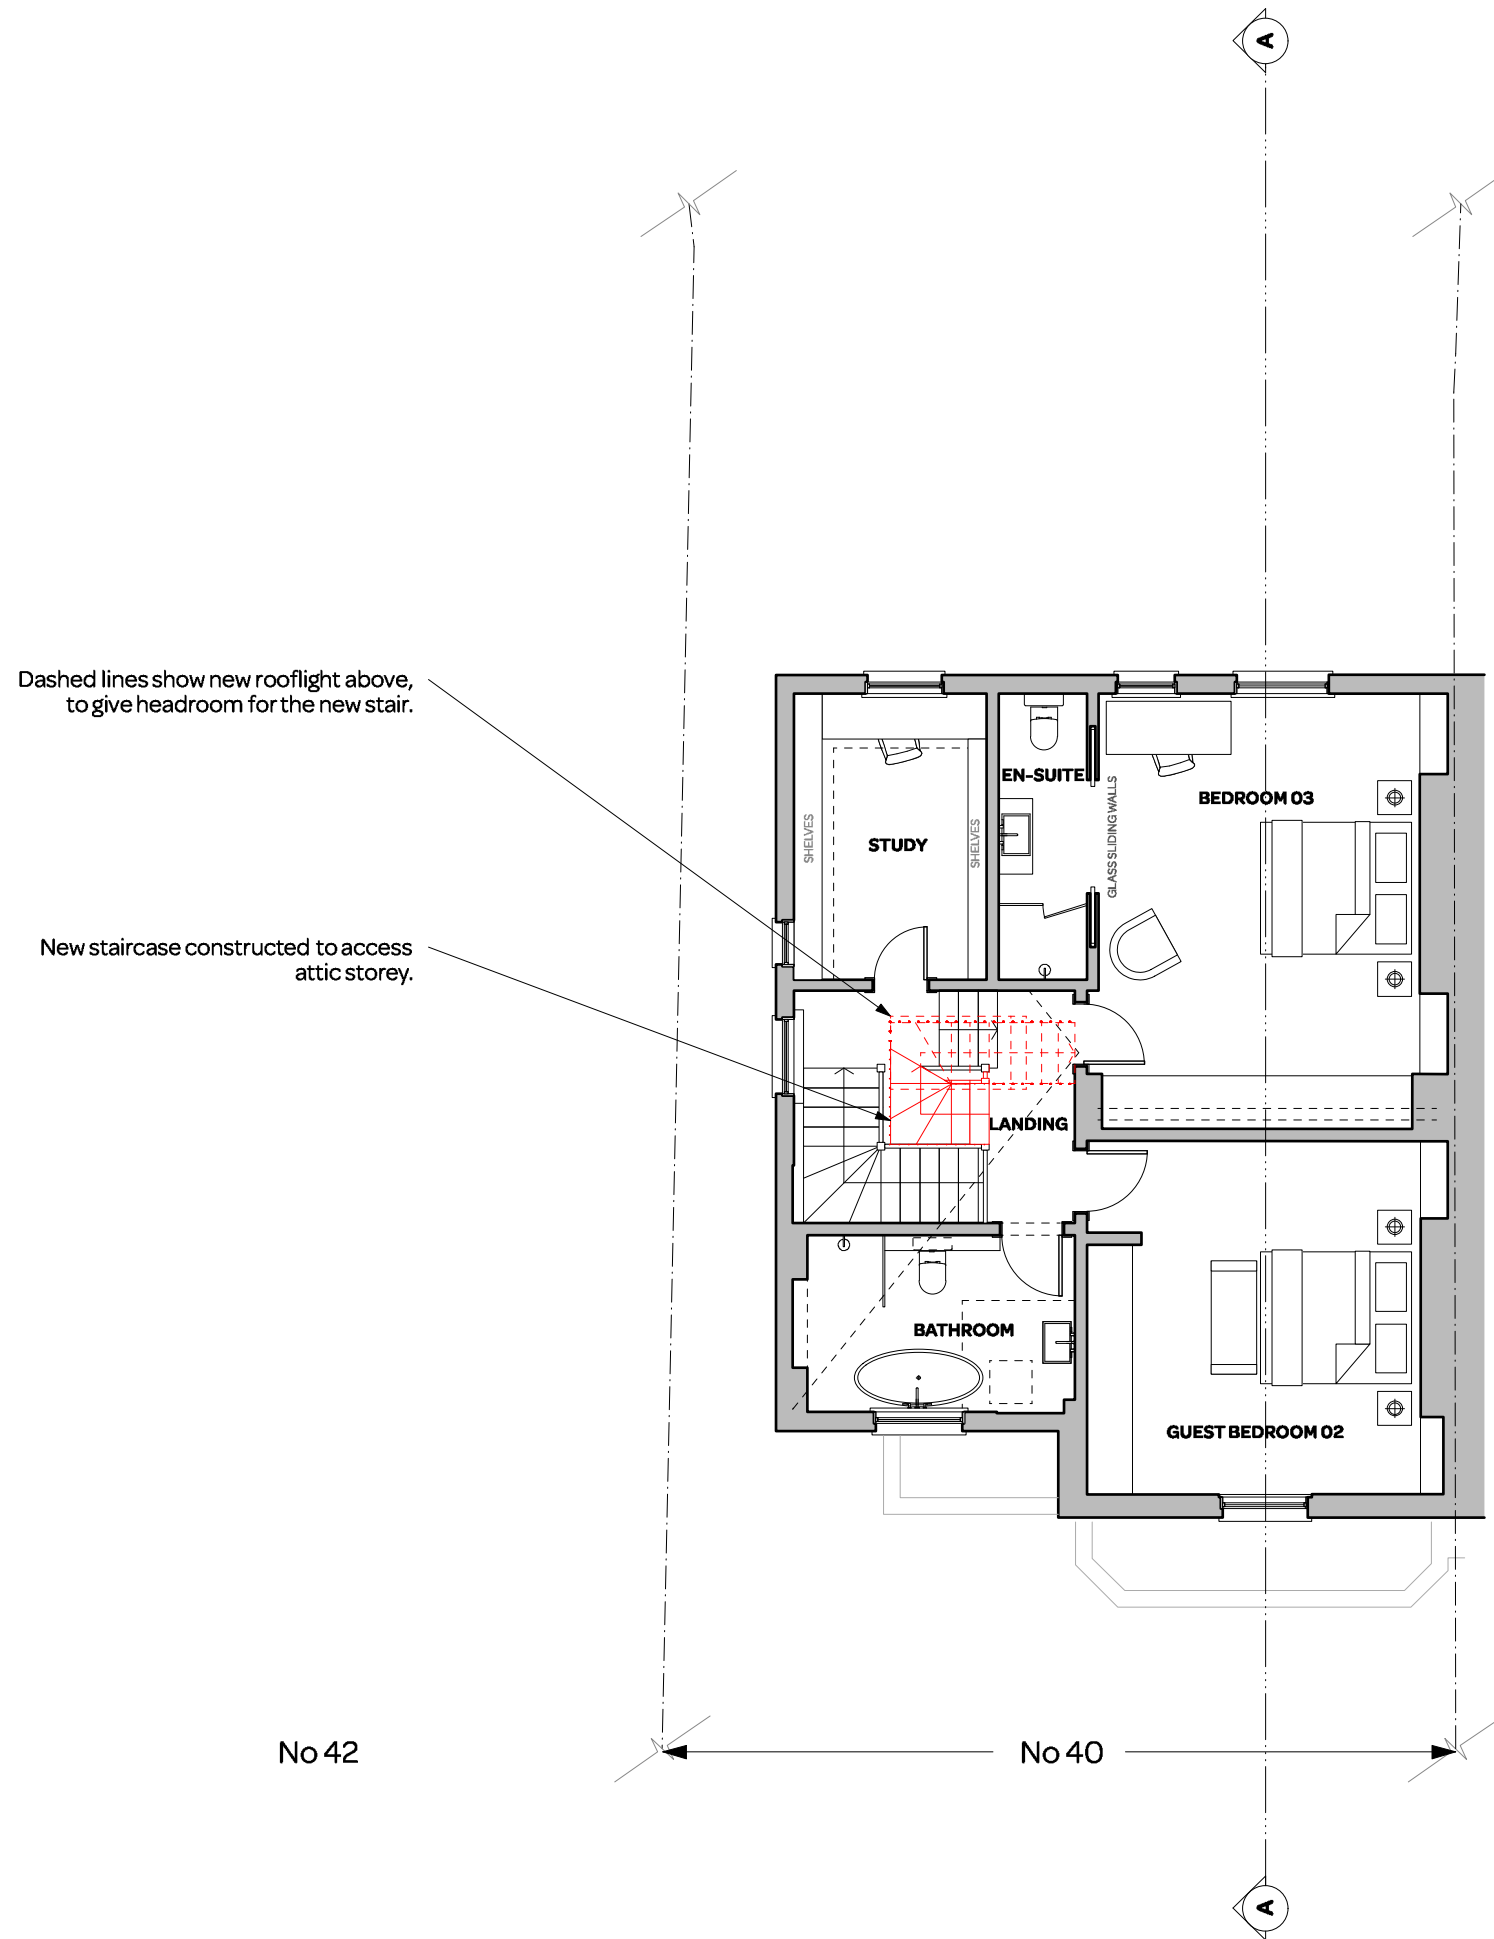 A
Dashed lines show new rooflight above,
to give headroom for the new stair.
EN-SUITE
BEDROOM 03
GLASS SLIDING WALLS
SHELVES
STUDY
SHELVES
New staircase constructed to access
attic storey.
LANDING
BATHROOM
GUEST BEDROOM 02
No 42
No 40
A